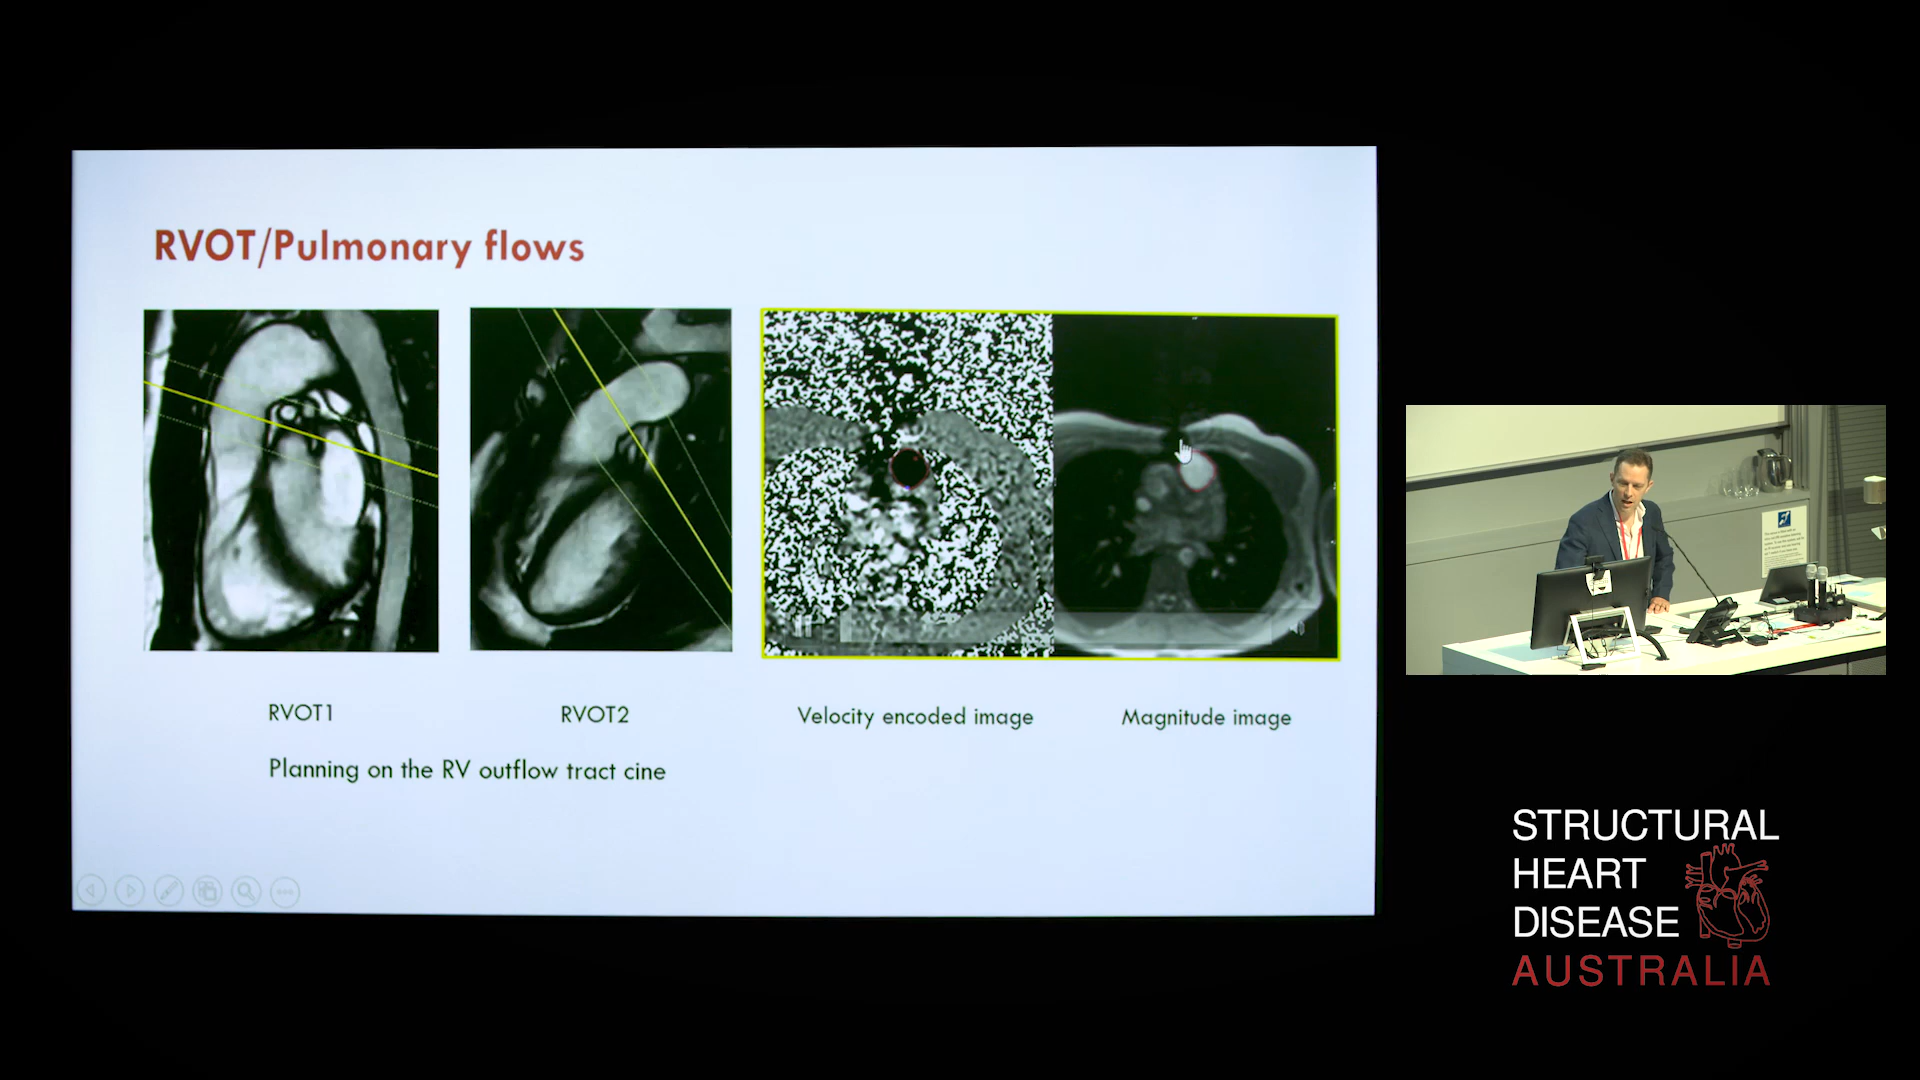 RVOT/Pulmonary flows
RVOT1
RVOT2
Velocity encoded image
Magnitude image
Planning on the RV outflow tract cine
STRUCTURAL
HEART
DISEASE
AUSTRALIA